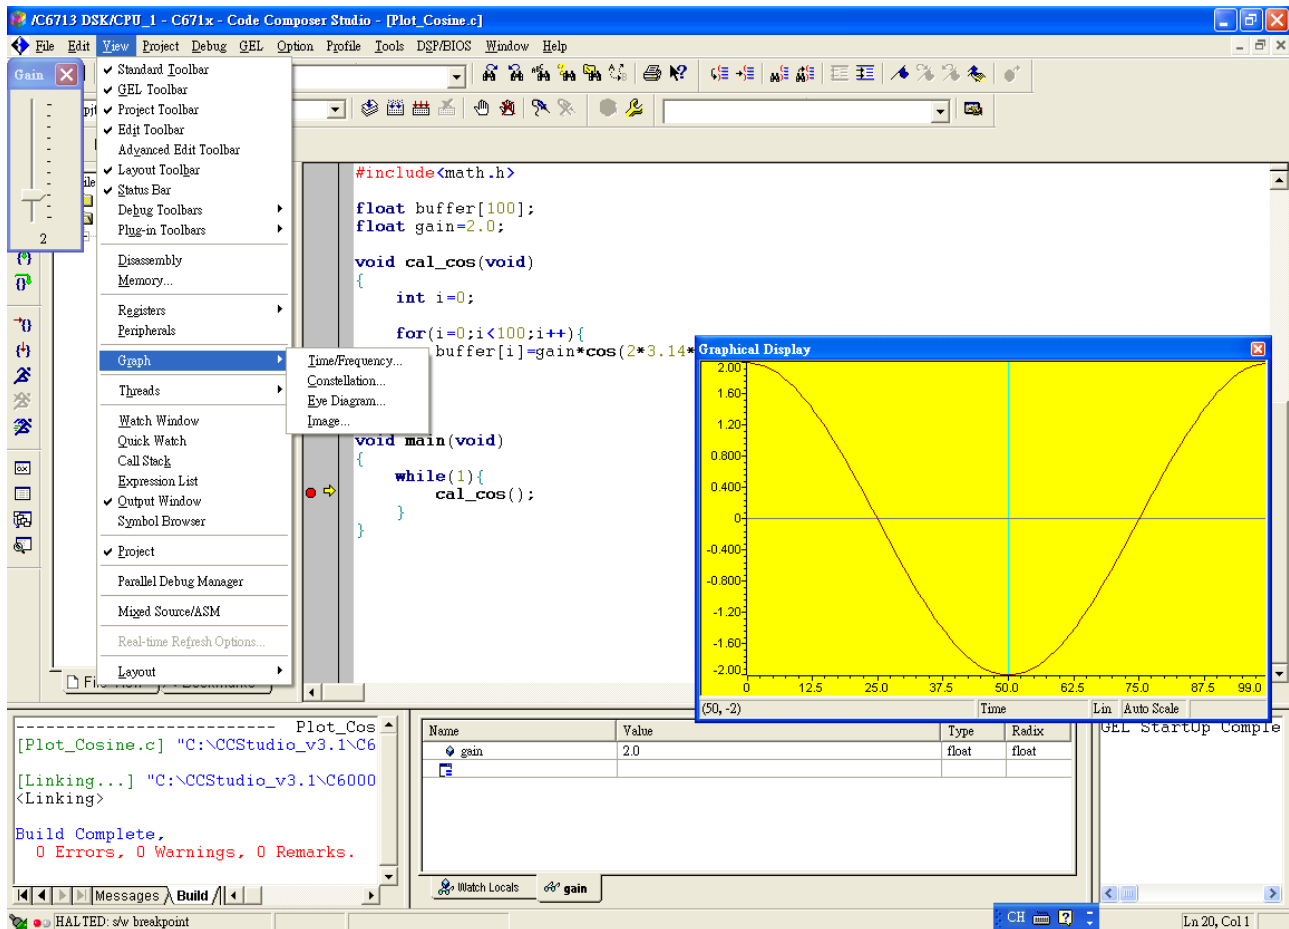 /C6713 DSK/CPU_1 - C671x - Code Composer Studio - [Plot_Cosine.c]
File Edit View Project Debug GEL Option Profile Tools DSP/BIOS Window Help
Gain
2
Standard Toolbar
GEL Toolbar
Project Toolbar
Edit Toolbar
Advanced Edit Toolbar
Layout Toolbar
Status Bar
Debug Toolbars
Plug-in Toolbars
Disassembly
Memory...
Registers
Peripherals
Graph
Threads
Watch Window
Quick Watch
Call Stack
Expression List
Output Window
Symbol Browser
Project
Parallel Debug Manager
Mixed Source/ASM
Real-time Refresh Options...
Layout
Time/Frequency...
Constellation...
Eye Diagram...
Image...
#include<math.h>
float buffer[100];
float gain=2.0;
void cal_cos(void)
{
int i=0;
for(i=0;i<100;i++){
buffer[i]=gain*cos(2*3.14*
void main(void)
{
while(1){
cal_cos();
}
}
Graphical Display
2.00
1.60
1.20
0.800
0.400
0
-0.400
-0.800
-1.20
-1.60
-2.00
0 12.5 25.0 37.5 50.0 62.5 75.0 87.5 99.0
(50, -2) Time Lin Auto Scale
-------------------------- Plot_Cos
[Plot_Cosine.c] "C:\CCStudio_v3.1\C6
[Linking...] "C:\CCStudio_v3.1\C6000
<Linking>
Build Complete,
0 Errors, 0 Warnings, 0 Remarks.
Messages Build
Name Value Type Radix
gain 2.0 float float
Watch Locals gain
GEL StartUp Comple
HALTED: s/w breakpoint
CH
Ln 20, Col 1